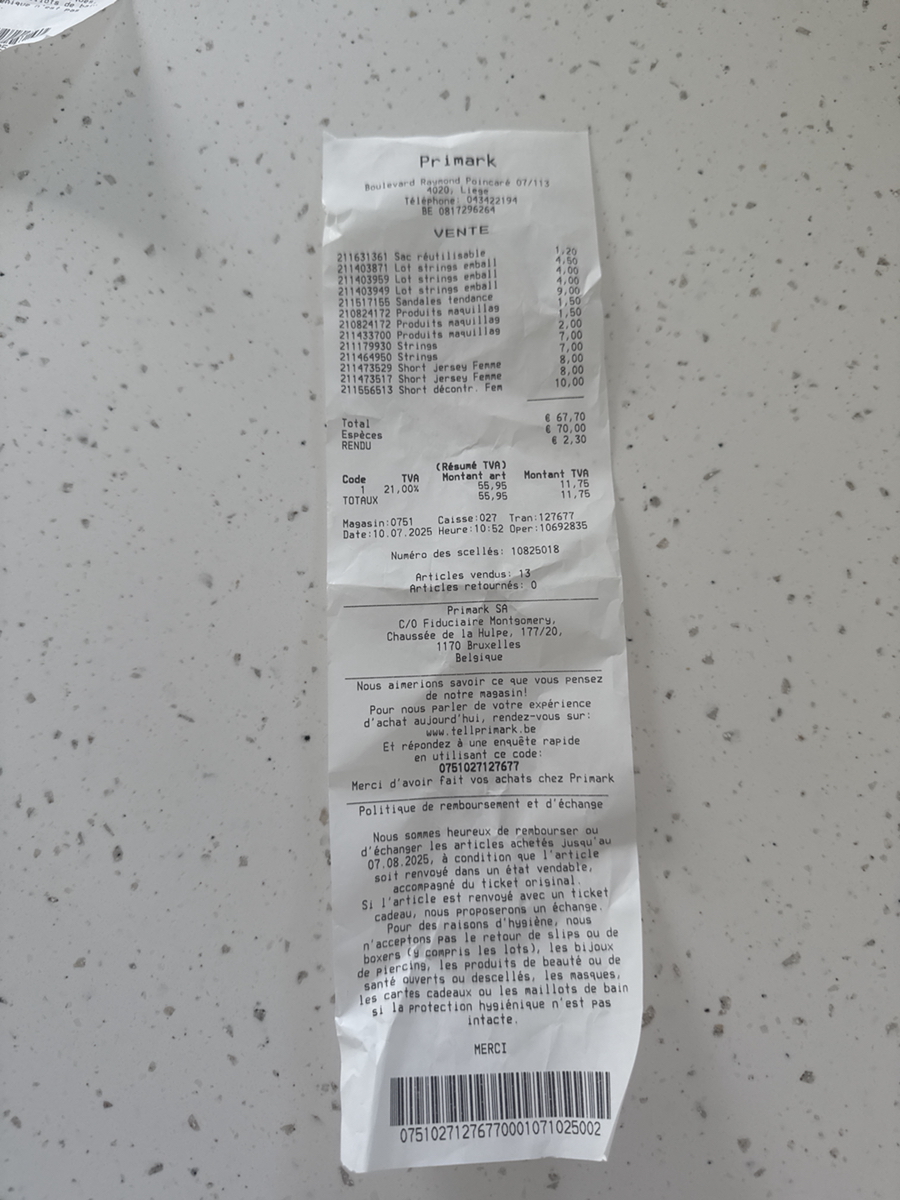 Primark
Boulevard Raymond Poincaré 07/113
4020, Liège
Téléphone: 043422194
BE 0817296264
VENTE
211631361 Sac réutilisable 1,20
211403871 Lot strings emball 4,50
211403959 Lot strings emball 4,00
211403949 Lot strings emball 4,00
211517155 Sandales tendance 9,00
210824172 Produits maquillag 1,50
210824172 Produits maquillag 1,50
211433700 Produits maquillag 2,00
211179930 Strings 7,00
211464950 Strings 7,00
211473529 Short Jersey Femme 8,00
211473517 Short Jersey Femme 8,00
211556513 Short décontr. Fem 10,00
Total € 67,70
Espèces € 70,00
RENDU € 2,30
(Résumé TVA)
Code TVA Montant art Montant TVA
1 21,00% 55,95 11,75
TOTAUX 55,95 11,75
Magasin:0751 Caisse:027 Tran:127677
Date:10.07.2025 Heure:10:52 Oper:10692835
Numéro des scellés: 10825018
Articles vendus: 13
Articles retournés: 0
Primark SA
C/O Fiduciaire Montgomery,
Chaussée de la Hulpe, 177/20,
1170 Bruxelles
Belgique
Nous aimerions savoir ce que vous pensez
de notre magasin!
Pour nous parler de votre expérience
d'achat aujourd'hui, rendez-vous sur:
www.tellprimark.be
Et répondez à une enquête rapide
en utilisant ce code:
0751027127677
Merci d'avoir fait vos achats chez Primark
Politique de remboursement et d'échange
Nous sommes heureux de rembourser ou
d'échanger les articles achetés jusqu'au
07.08.2025, à condition que l'article
soit renvoyé dans un état vendable,
accompagné du ticket original.
Si l'article est renvoyé avec un ticket
cadeau, nous proposerons un échange.
Pour des raisons d'hygiène, nous
n'acceptons pas le retour de slips ou de
boxers (y compris les lots), les bijoux
de piercing, les produits de beauté ou de
santé ouverts ou descellés, les masques,
les cartes cadeaux ou les maillots de bain
si la protection hygiénique n'est pas
intacte.
MERCI
07510271276770001071025002